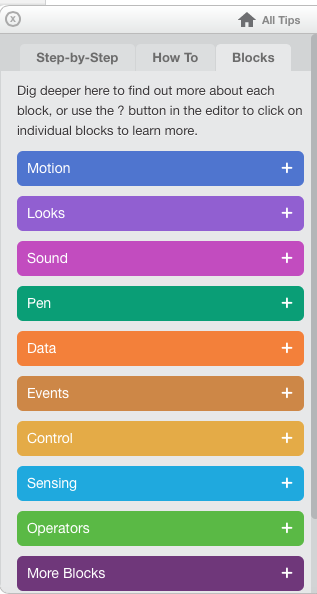 All Tips
Step-by-Step How To Blocks
Dig deeper here to find out more about each
block, or use the ? button in the editor to click on
individual blocks to learn more.
Motion +
Looks +
Sound +
Pen +
Data +
Events +
Control +
Sensing +
Operators +
More Blocks +